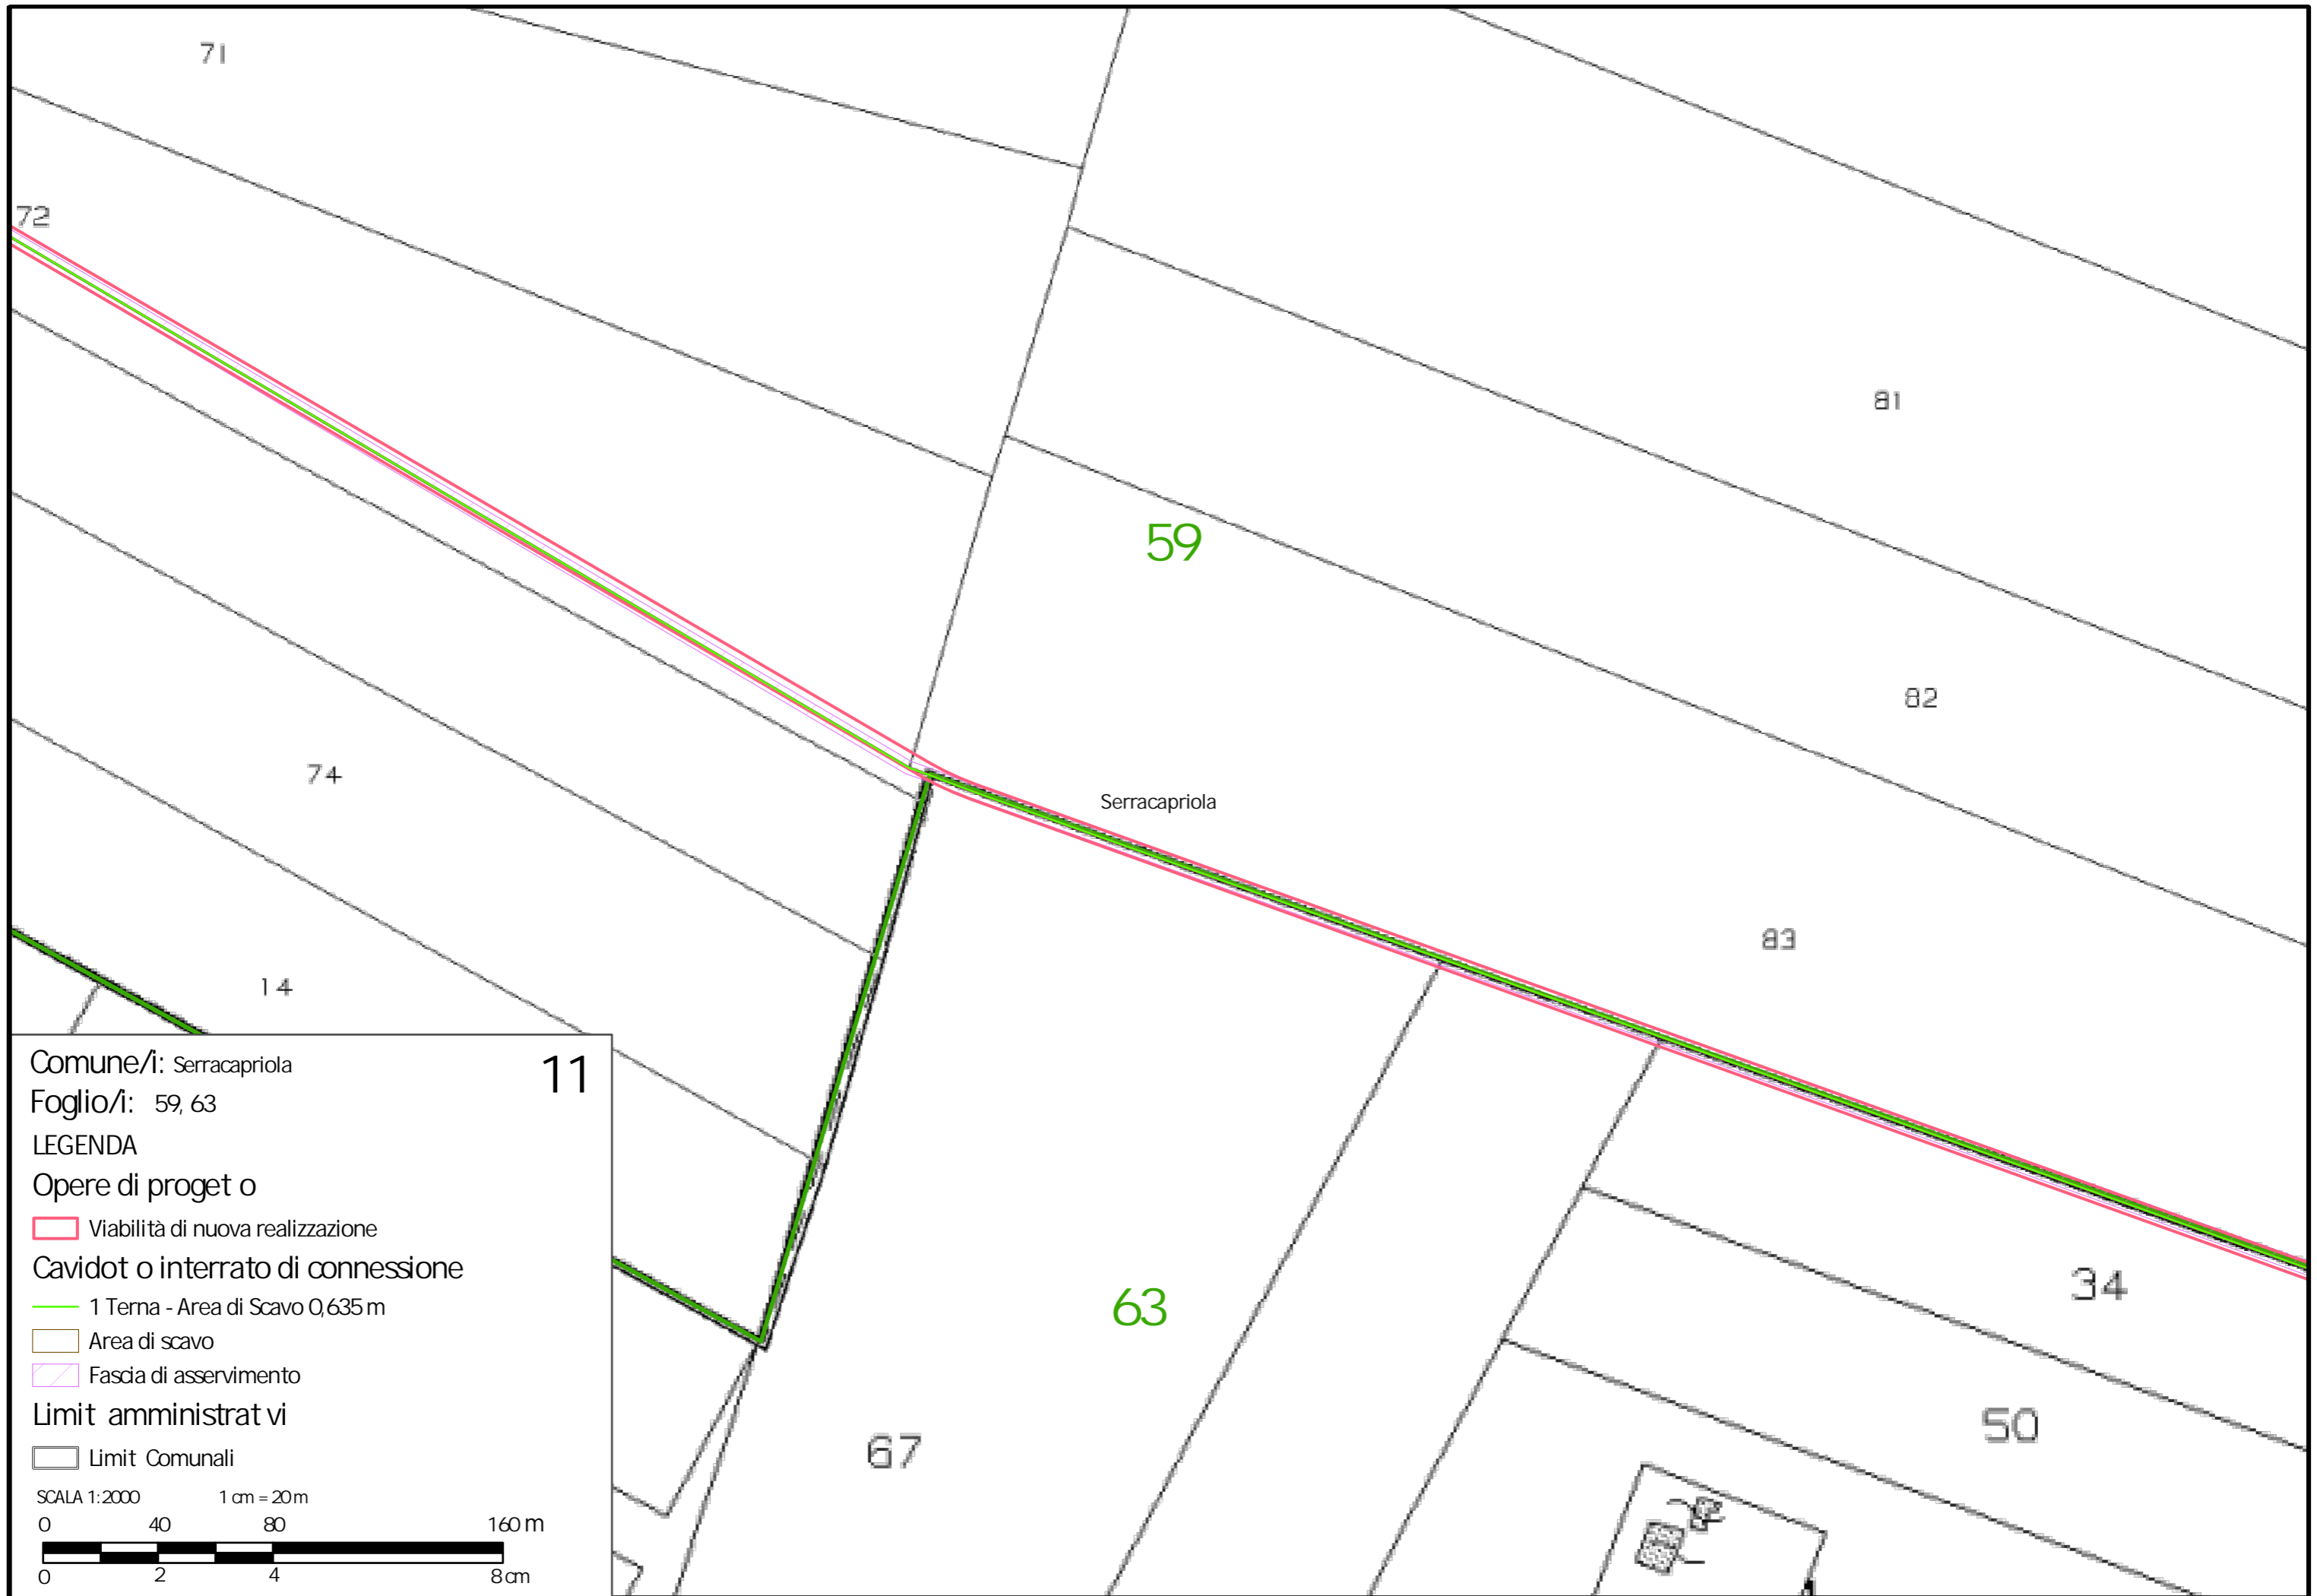 71
72
81
59
82
74
Serracapriola
83
14
34
63
50
67
Comune/i: Serracapriola
11
Foglio/i: 59, 63
LEGENDA
Opere di proget o
Viabilità di nuova realizzazione
Cavidot o interrato di connessione
1 Terna - Area di Scavo 0,635 m
Area di scavo
Fascia di asservimento
Limit amministrat vi
Limit Comunali
SCALA 1:2000 1 cm = 20 m
0 40 80 160 m
0 2 4 8 cm